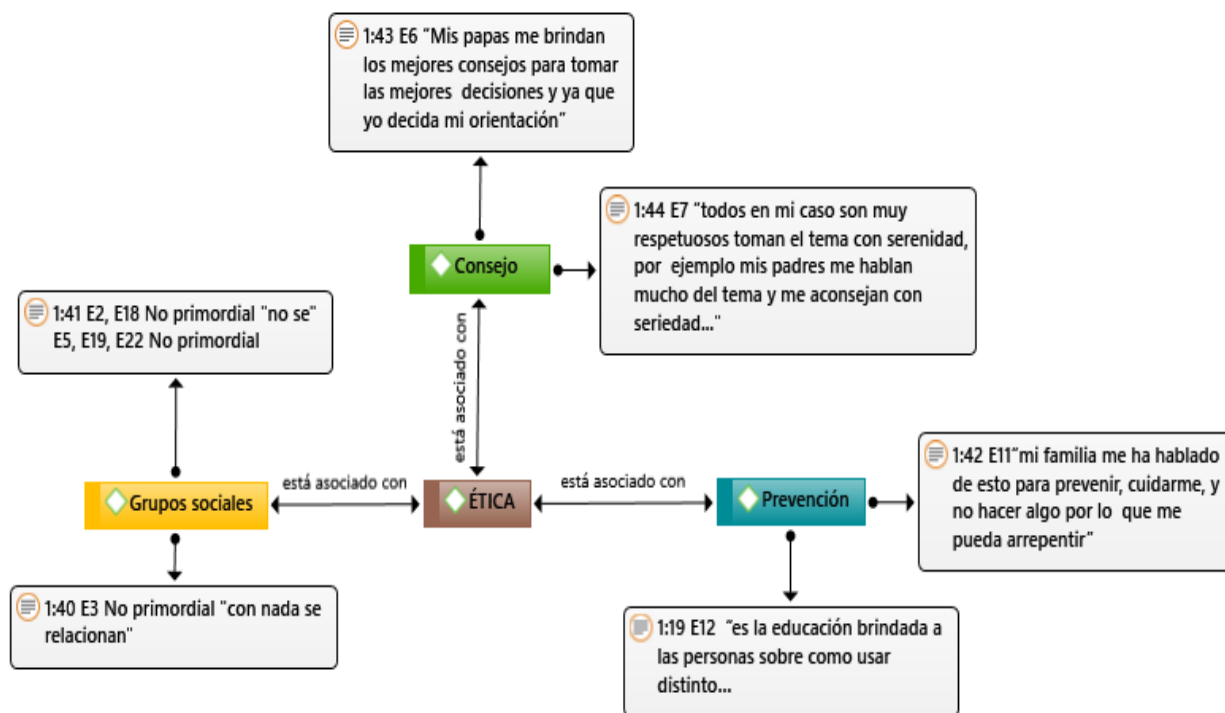 1:43 E6 “Mis papas me brindan
los mejores consejos para tomar
las mejores decisiones y ya que
yo decida mi orientación”
1:44 E7 “todos en mi caso son muy
respetuosos toman el tema con serenidad,
por ejemplo mis padres me hablan
mucho del tema y me aconsejan con
seriedad..."
Consejo
está asociado con
1:41 E2, E18 No primordial "no se"
E5, E19, E22 No primordial
Grupos sociales
está asociado con
ÉTICA
está asociado con
Prevención
1:42 E11“mi familia me ha hablado
de esto para prevenir, cuidarme, y
no hacer algo por lo que me
pueda arrepentir”
1:40 E3 No primordial "con nada se
relacionan"
1:19 E12 “es la educación brindada a
las personas sobre como usar
distinto...